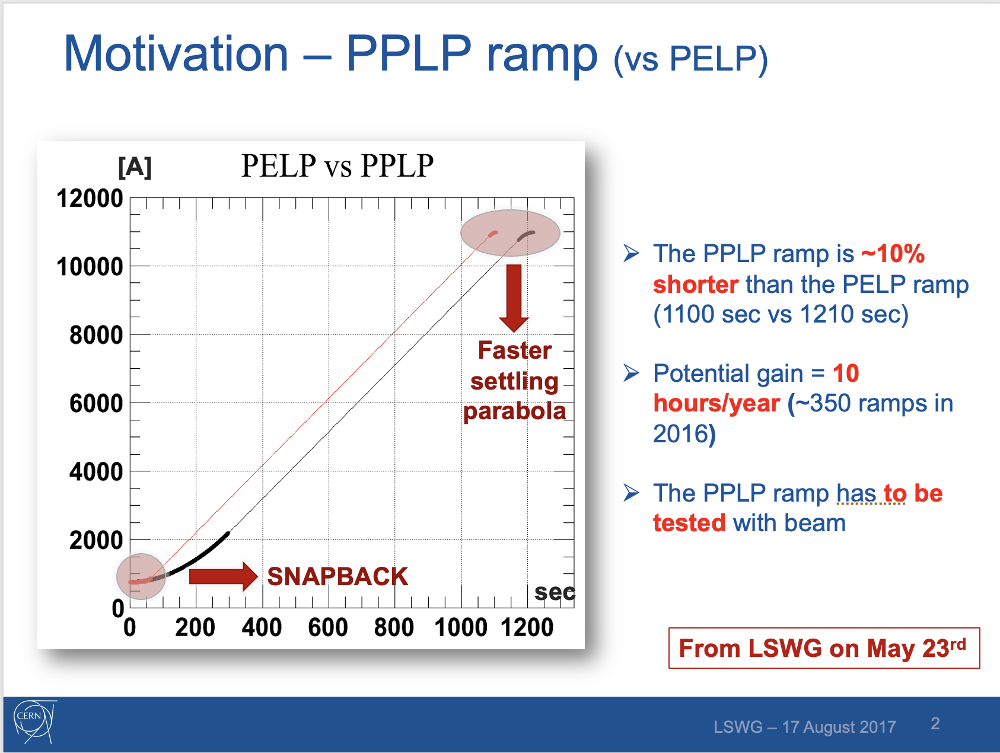 Motivation – PPLP ramp (vs PELP)
[A]
PELP vs PPLP
12000
10000
8000
6000
4000
2000
0
0 200 400 600 800 1000 1200
sec
Faster
settling
parabola
SNAPBACK
The PPLP ramp is ~10%
shorter than the PELP ramp
(1100 sec vs 1210 sec)
Potential gain = 10
hours/year (~350 ramps in
2016)
The PPLP ramp has to be
tested with beam
From LSWG on May 23rd
CERN
LSWG – 17 August 2017
2